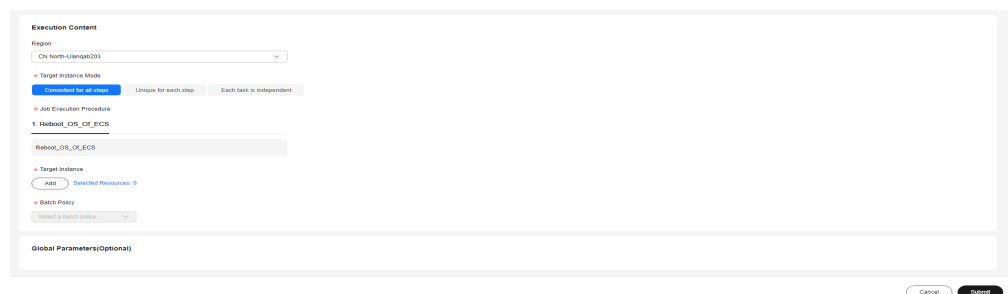 Execution Content
Region
CN North-Ulanqab203
* Target Instance Mode
Consistent for all steps Unique for each step Each task is independent
* Job Execution Procedure
1. Reboot_OS_Of_ECS
Reboot_OS_Of_ECS
* Target Instance
Add Selected Resources: 0
* Batch Policy
Select a batch policy
Global Parameters(Optional)
Cancel Submit